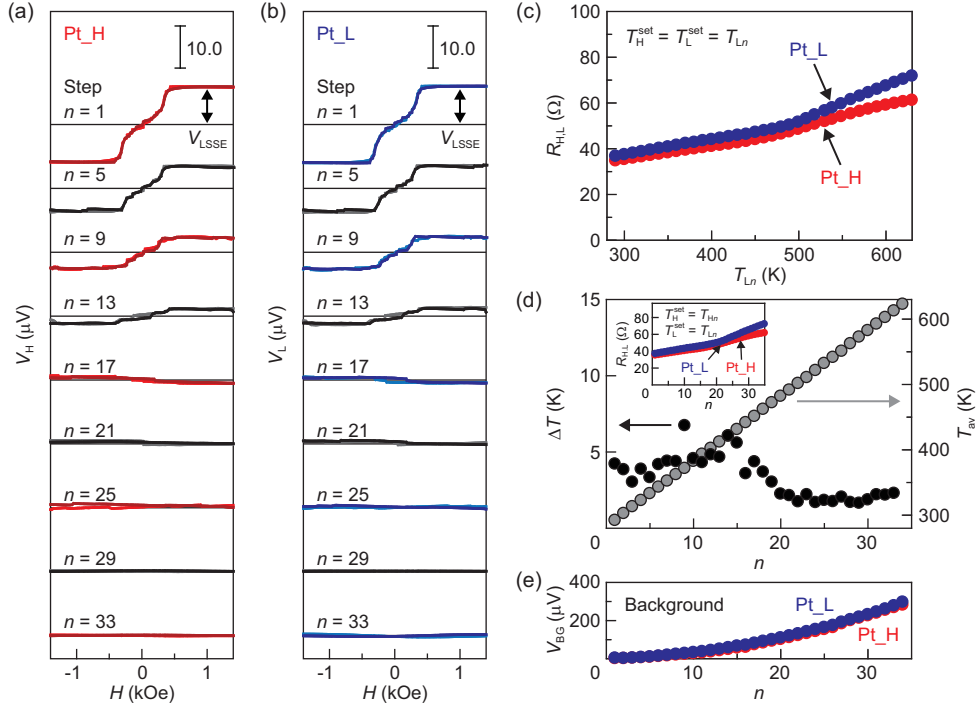 (a)
Pt_H
10.0
Step
n = 1
V_LSSE
n = 5
n = 9
n = 13
n = 17
n = 21
n = 25
n = 29
n = 33
V_H (μV)
-1 0 1
H (kOe)
(b)
Pt_L
10.0
Step
n = 1
V_LSSE
n = 5
n = 9
n = 13
n = 17
n = 21
n = 25
n = 29
n = 33
V_L (μV)
-1 0 1
H (kOe)
(c)
T_H^set = T_L^set = T_Ln
Pt_L
Pt_H
R_H,L (Ω)
100
80
60
40
20
0
300 400 500 600
T_Ln (K)
(d)
15
10
5
0
ΔT (K)
T_H^set = T_Hn
T_L^set = T_Ln
R_H,L (Ω)
80
60
40
20
0
Pt_L
Pt_H
0 10 20 30
n
600
500
400
300
T_av (K)
10 20 30
n
(e)
Background
Pt_L
Pt_H
V_BG (μV)
400
200
0
0 10 20 30
n